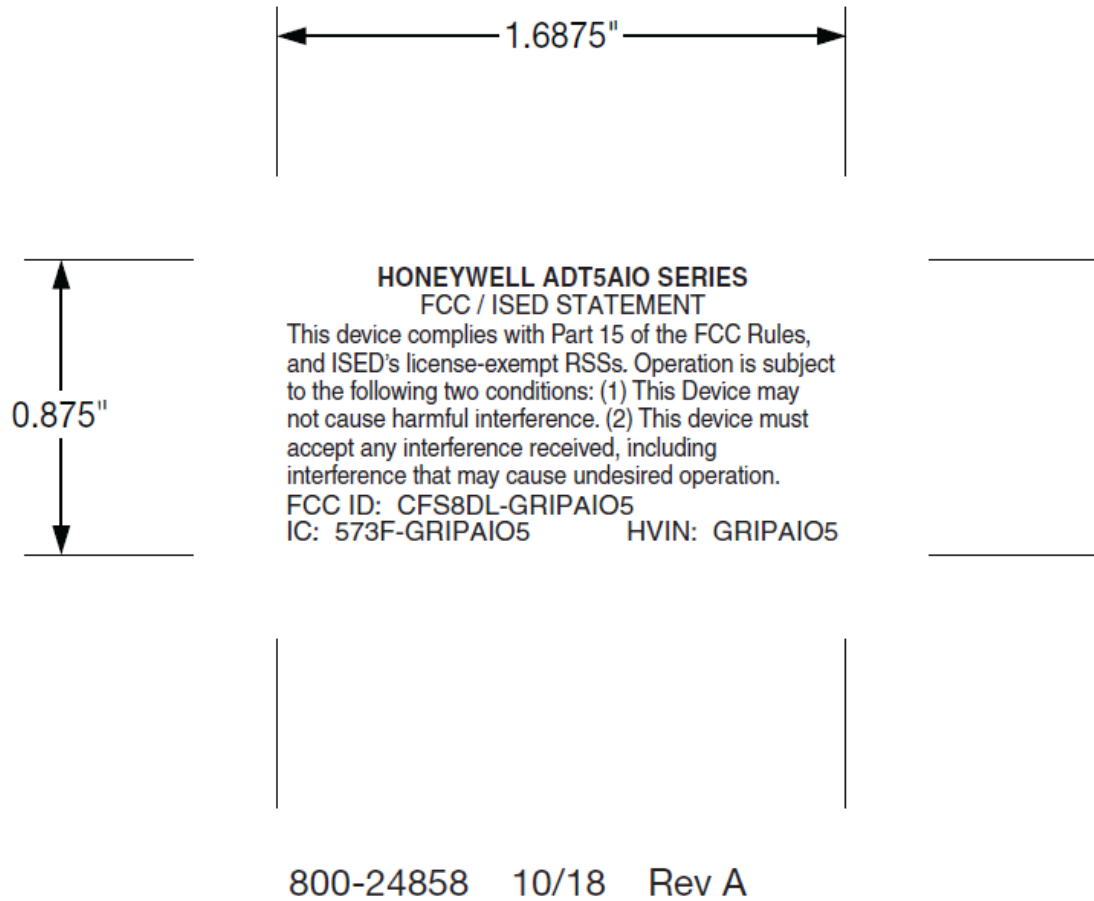 1.6875"
0.875"
HONEYWELL ADT5AIO SERIES
FCC / ISED STATEMENT
This device complies with Part 15 of the FCC Rules,
and ISED's license-exempt RSSs. Operation is subject
to the following two conditions: (1) This Device may
not cause harmful interference. (2) This device must
accept any interference received, including
interference that may cause undesired operation.
FCC ID: CFS8DL-GRIPAIO5
IC: 573F-GRIPAIO5 HVIN: GRIPAIO5
800-24858 10/18 Rev A